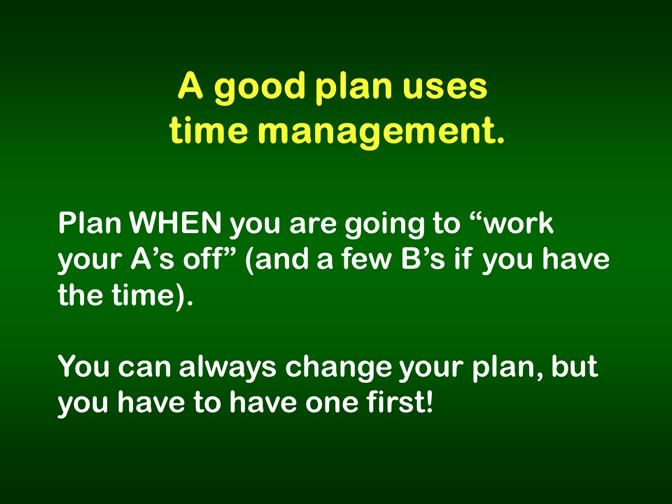 A good plan uses
time management.
Plan WHEN you are going to “work
your A’s off” (and a few B’s if you have
the time).
You can always change your plan, but
you have to have one first!